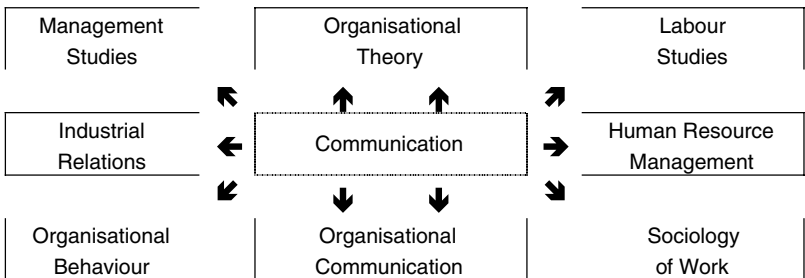 Management
Studies
Organisational
Theory
Labour
Studies
Industrial
Relations
Communication
Human Resource
Management
Organisational
Behaviour
Organisational
Communication
Sociology
of Work